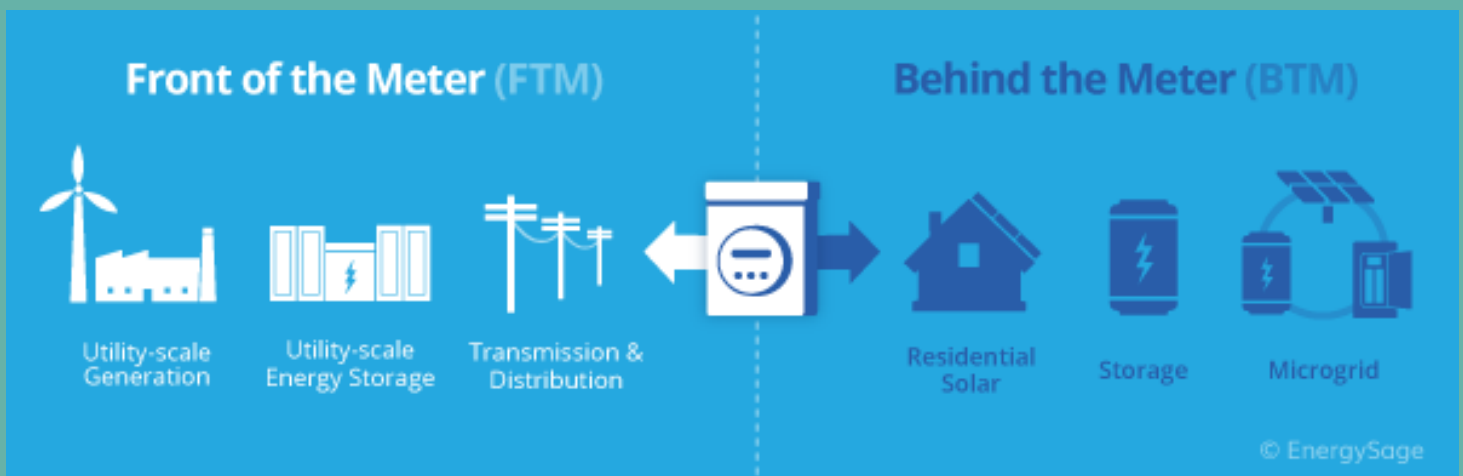 Front of the Meter (FTM)
Behind the Meter (BTM)
Utility-scale
Generation
Utility-scale
Energy Storage
Transmission &
Distribution
Residential
Solar
Storage
Microgrid
© EnergySage